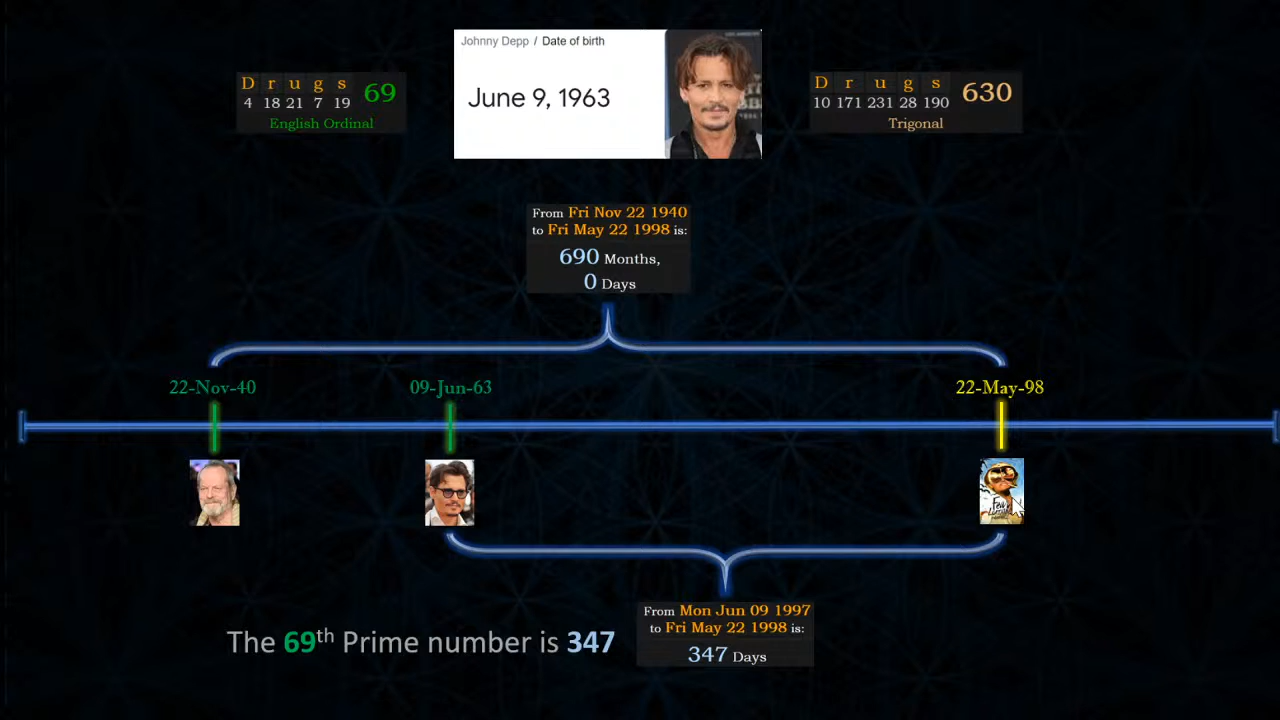 Johnny Depp / Date of birth
June 9, 1963
D r u g s 69
4 18 21 7 19
English Ordinal
D r u g s 630
10 171 231 28 190
Trigonal
From Fri Nov 22 1940
to Fri May 22 1998 is:
690 Months,
0 Days
22-Nov-40
09-Jun-63
22-May-98
The 69th Prime number is 347
From Mon Jun 09 1997
to Fri May 22 1998 is:
347 Days